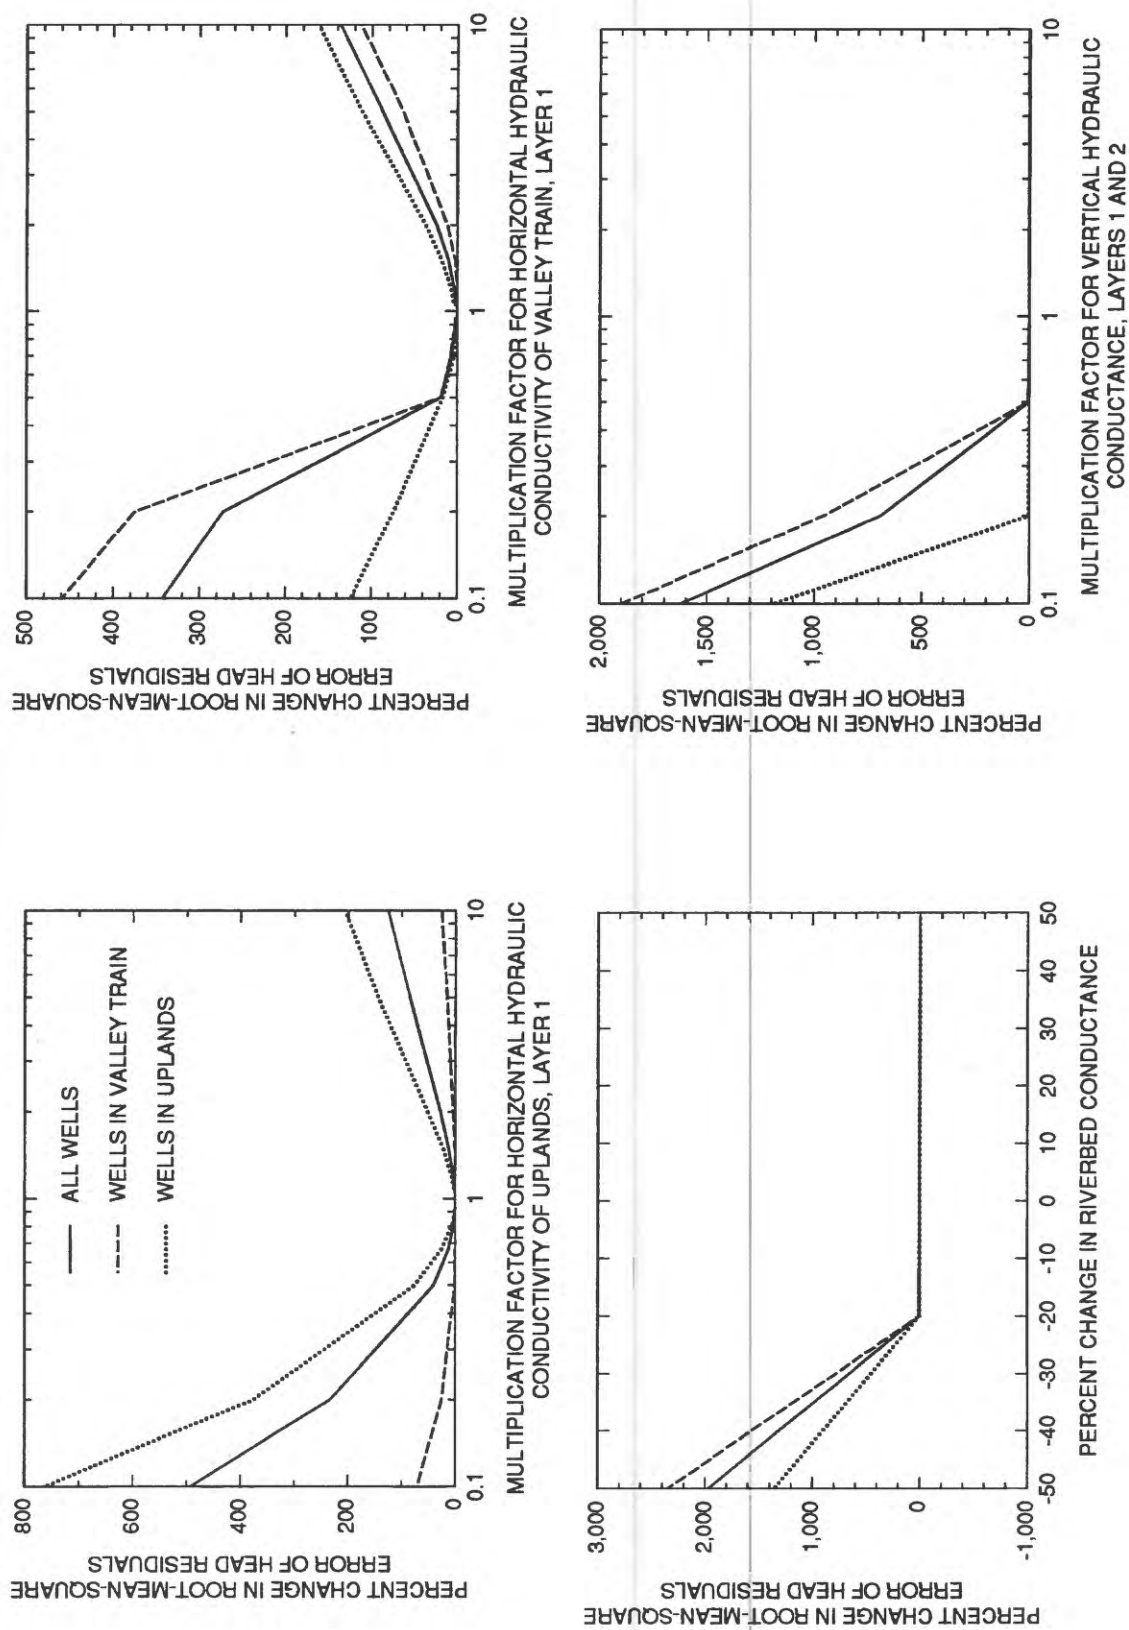 PERCENT CHANGE IN ROOT-MEAN-SQUARE
ERROR OF HEAD RESIDUALS
800
600
400
200
0
ALL WELLS
WELLS IN VALLEY TRAIN
WELLS IN UPLANDS
0.1 1 10
MULTIPLICATION FACTOR FOR HORIZONTAL HYDRAULIC
CONDUCTIVITY OF UPLANDS, LAYER 1
PERCENT CHANGE IN ROOT-MEAN-SQUARE
ERROR OF HEAD RESIDUALS
500
400
300
200
100
0
0.1 1 10
MULTIPLICATION FACTOR FOR HORIZONTAL HYDRAULIC
CONDUCTIVITY OF VALLEY TRAIN, LAYER 1
PERCENT CHANGE IN ROOT-MEAN-SQUARE
ERROR OF HEAD RESIDUALS
3,000
2,000
1,000
0
-1,000
-50 -40 -30 -20 -10 0 10 20 30 40 50
PERCENT CHANGE IN RIVERBED CONDUCTANCE
PERCENT CHANGE IN ROOT-MEAN-SQUARE
ERROR OF HEAD RESIDUALS
2,000
1,500
1,000
500
0
0.1 1 10
MULTIPLICATION FACTOR FOR VERTICAL HYDRAULIC
CONDUCTANCE, LAYERS 1 AND 2